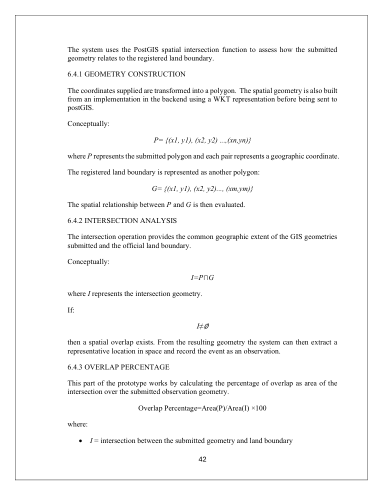 The system uses the PostGIS spatial intersection function to assess how the submitted
geometry relates to the registered land boundary.
6.4.1 GEOMETRY CONSTRUCTION
The coordinates supplied are transformed into a polygon. The spatial geometry is also built
from an implementation in the backend using a WKT representation before being sent to
postGIS.
Conceptually:
P= {(x1, y1), (x2, y2) ...,(xn,yn)}
where P represents the submitted polygon and each pair represents a geographic coordinate.
The registered land boundary is represented as another polygon:
G= {(x1, y1), (x2, y2)..., (xm,ym)}
The spatial relationship between P and G is then evaluated.
6.4.2 INTERSECTION ANALYSIS
The intersection operation provides the common geographic extent of the GIS geometries
submitted and the official land boundary.
Conceptually:
I=P∩G
where I represents the intersection geometry.
If:
I≠∅
then a spatial overlap exists. From the resulting geometry the system can then extract a
representative location in space and record the event as an observation.
6.4.3 OVERLAP PERCENTAGE
This part of the prototype works by calculating the percentage of overlap as area of the
intersection over the submitted observation geometry.
Overlap Percentage=Area(P)/Area(I) ×100
where:
• I = intersection between the submitted geometry and land boundary
42